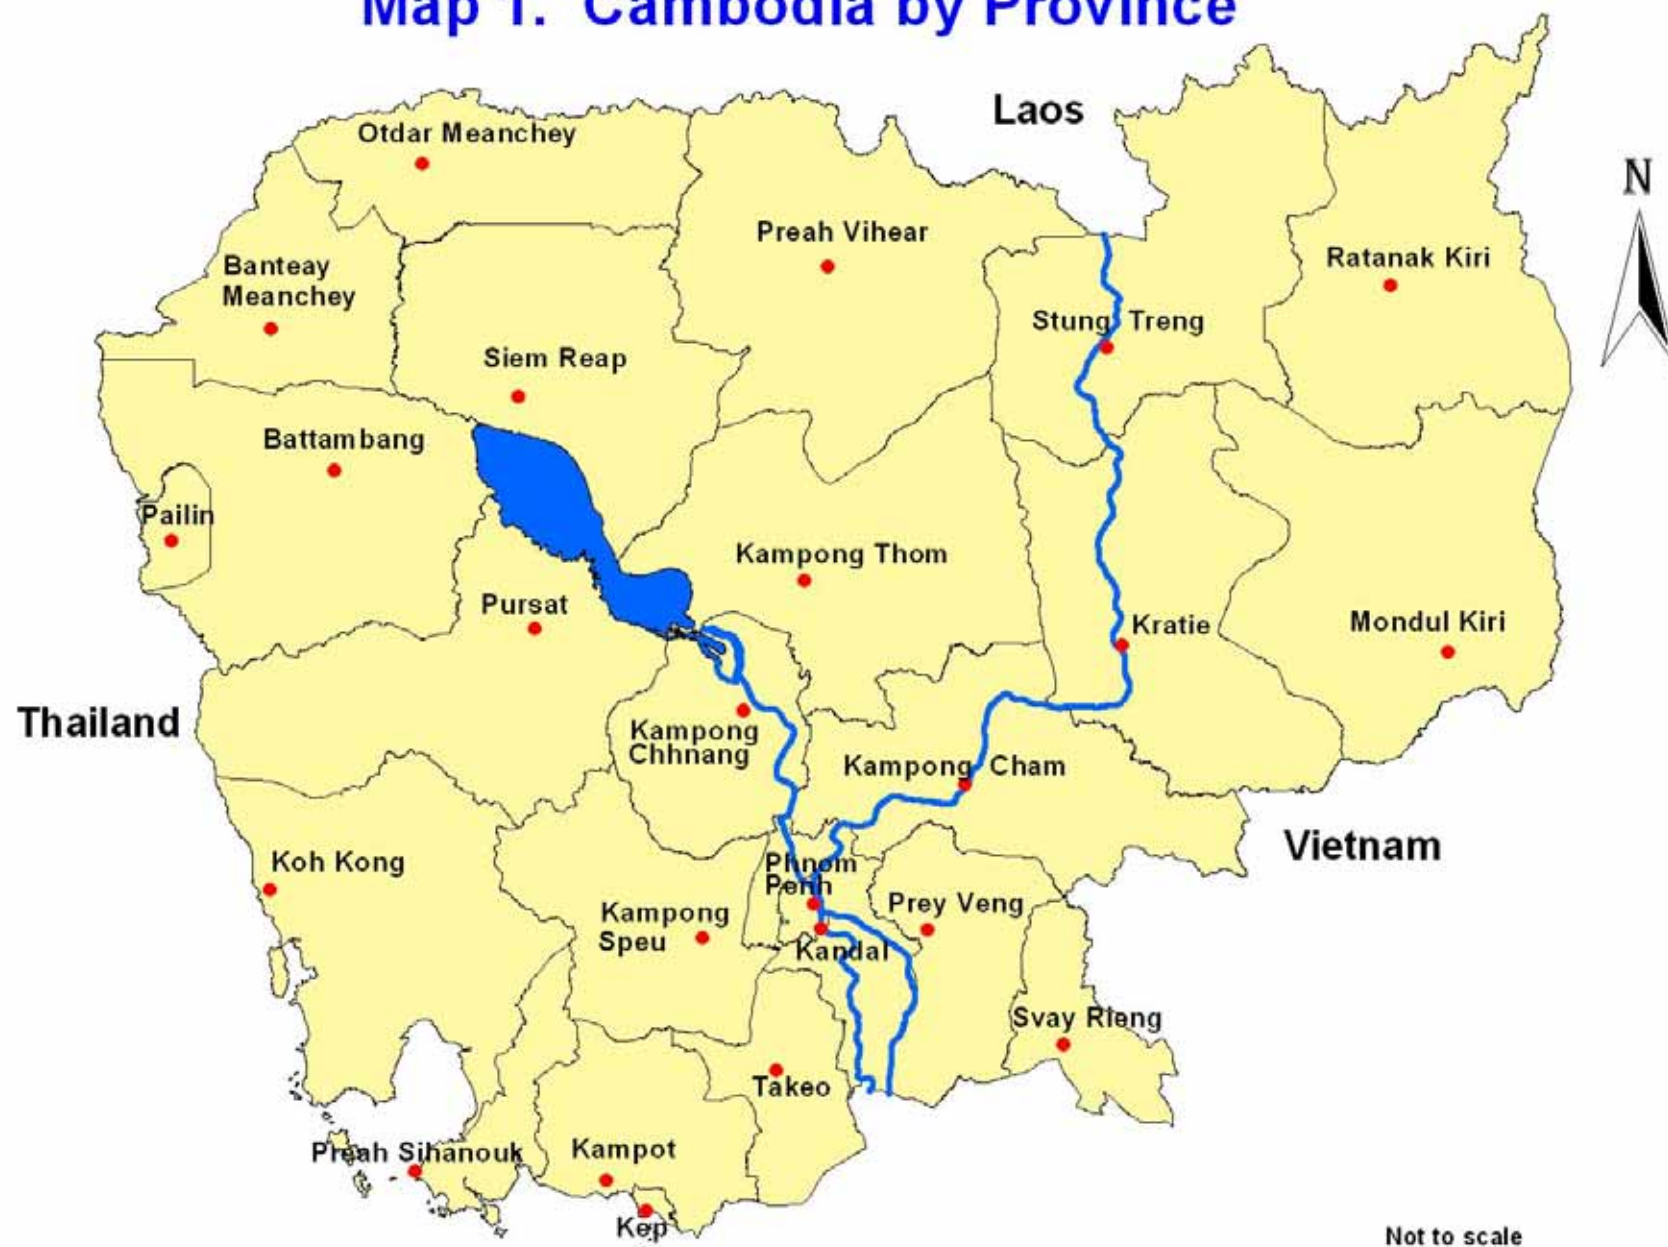 Map 1. Cambodia by Province
Laos
Otdar Meanchey
N
Preah Vihear
Ratanak Kiri
Banteay
Meanchey
Stung Treng
Siem Reap
Battambang
Pailin
Kampong Thom
Pursat
Kratie
Mondul Kiri
Thailand
Kampong
Chhnang
Kampong Cham
Vietnam
Koh Kong
Phnom
Penh
Prey Veng
Kampong
Speu
Kandal
Svay Rieng
Takeo
Preah Sihanouk
Kampot
Kep
Not to scale